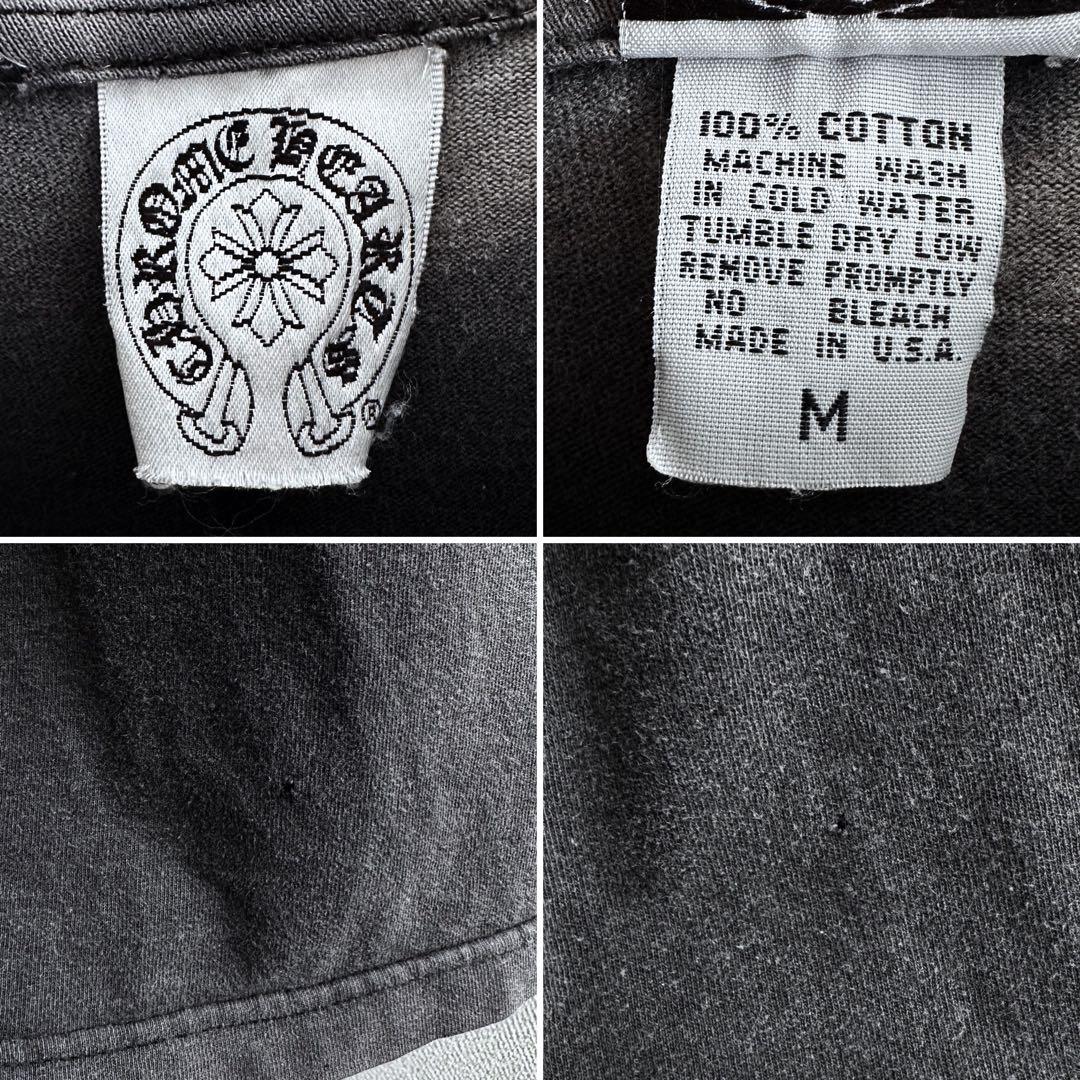 CHROME HEARTS
®
100% COTTON
MACHINE WASH
IN COLD WATER
TUMBLE DRY LOW
REMOVE PROMPTLY
NO BLEACH
MADE IN U.S.A.
M